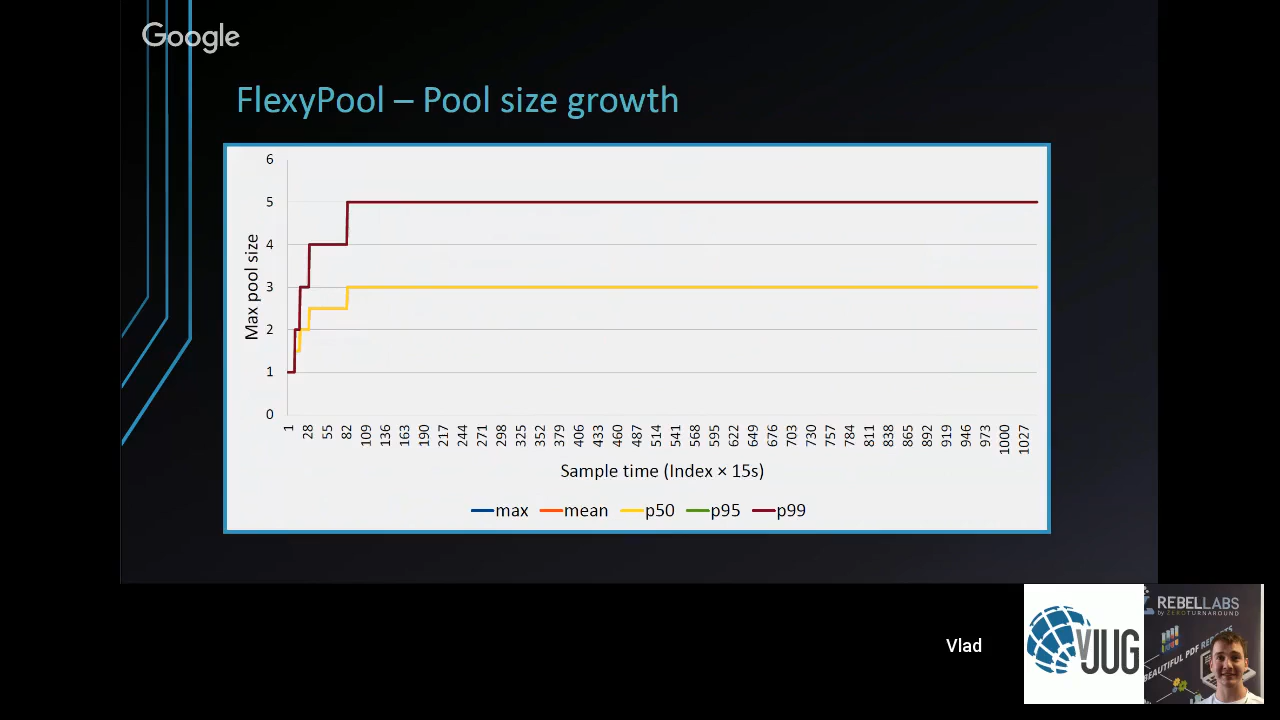 Google
FlexyPool – Pool size growth
Max pool size
6
5
4
3
2
1
0
1 28 55 82 109 136 163 190 217 244 271 298 325 352 379 406 433 460 487 514 541 568 595 622 649 676 703 730 757 784 811 838 865 892 919 946 973 1000 1027
Sample time (Index × 15s)
max mean p50 p95 p99
Vlad
vJUG
REBELLABS
by ZEROTURNAROUND
BEAUTIFUL PDF REPORTS